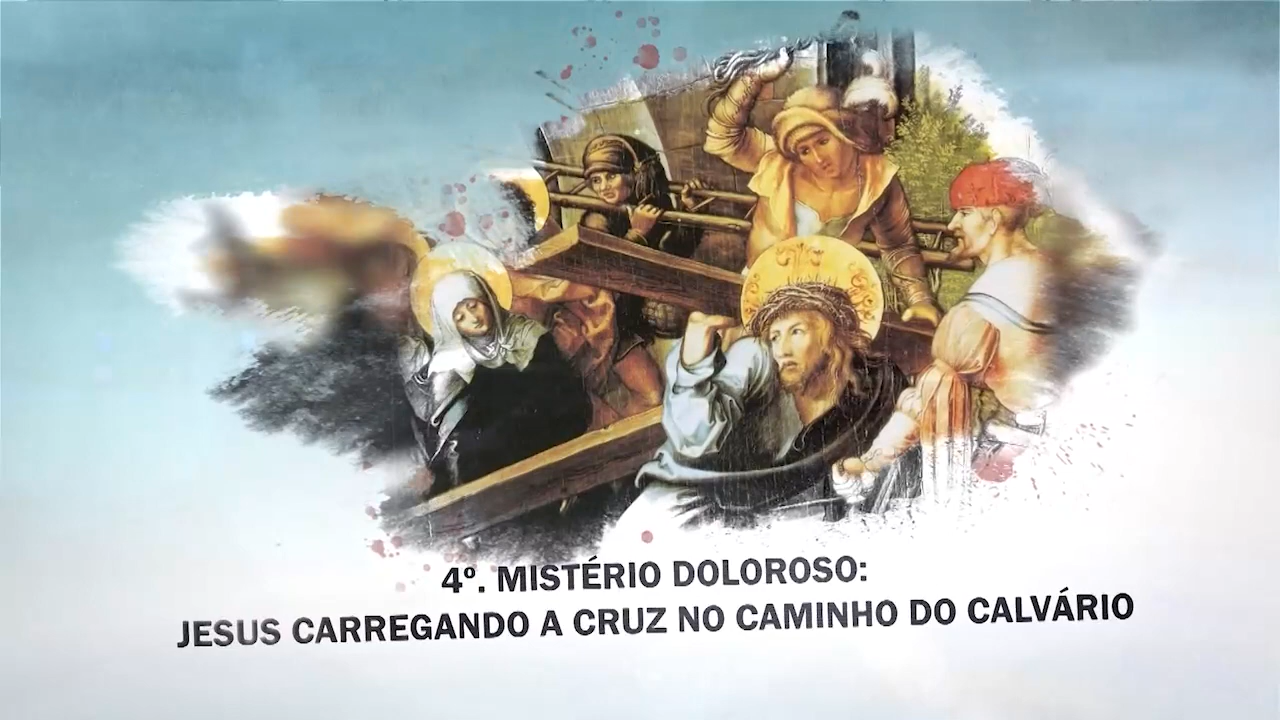 4º. MISTÉRIO DOLOROSO:
JESUS CARREGANDO A CRUZ NO CAMINHO DO CALVÁRIO